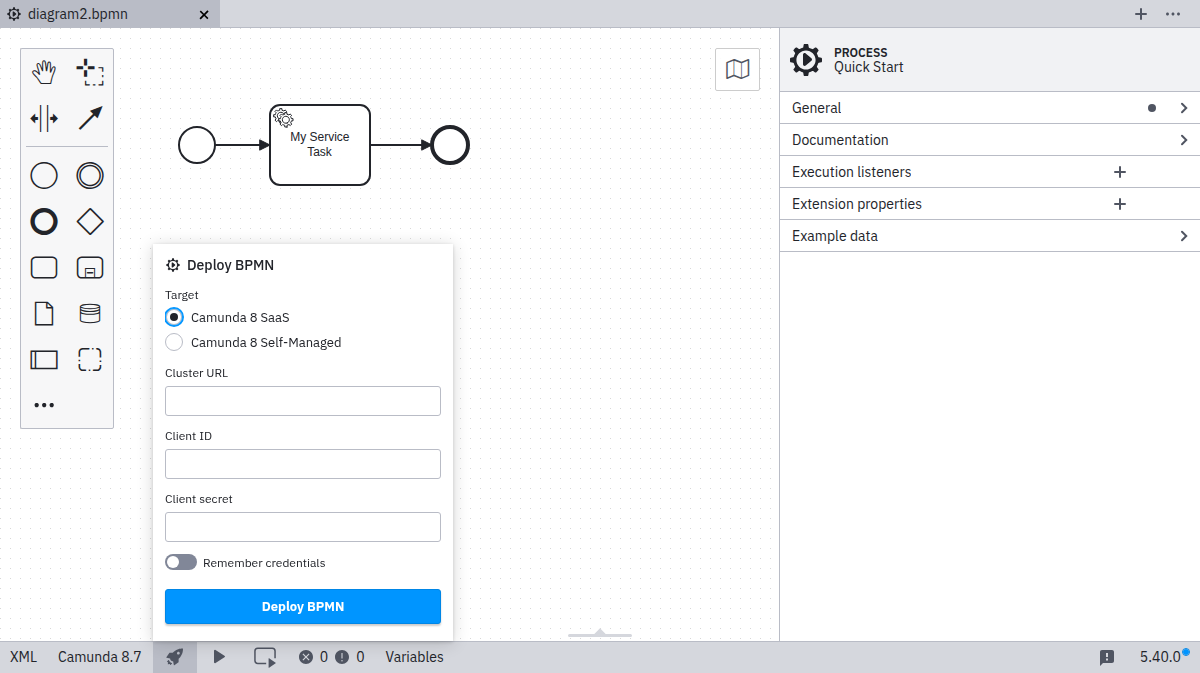 diagram2.bpmn
PROCESS
Quick Start
General
Documentation
Execution listeners
Extension properties
Example data
My Service
Task
Deploy BPMN
Target
Camunda 8 SaaS
Camunda 8 Self-Managed
Cluster URL
Client ID
Client secret
Remember credentials
Deploy BPMN
XML Camunda 8.7 0 0 Variables 5.40.0